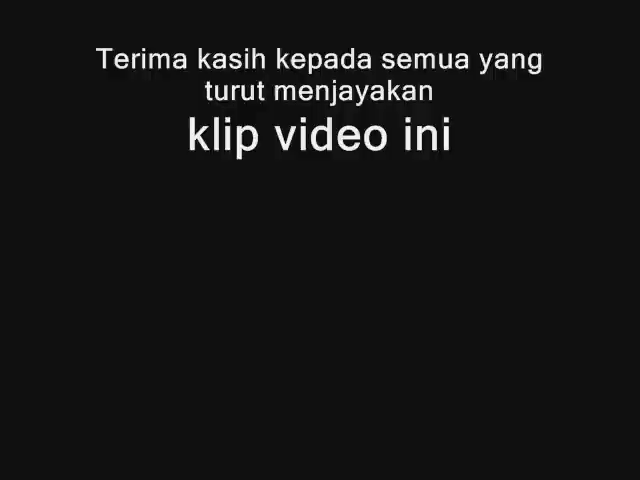 Terima kasih kepada semua yang
turut menjayakan
klip video ini